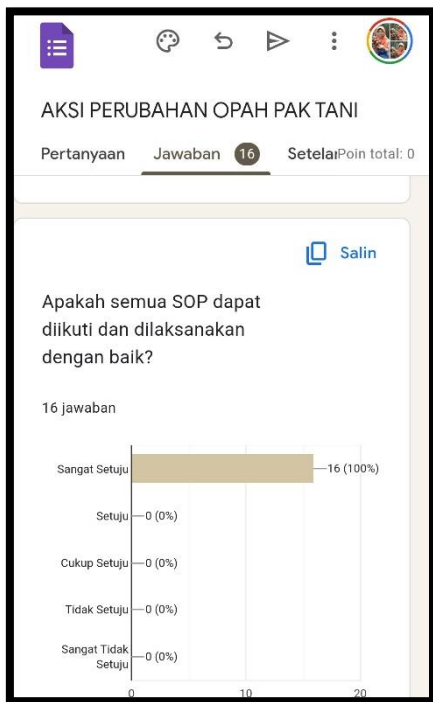 AKSI PERUBAHAN OPAH PAK TANI
Pertanyaan Jawaban 16 Setelan Poin total: 0
Salin
Apakah semua SOP dapat
diikuti dan dilaksanakan
dengan baik?
16 jawaban
Sangat Setuju 16 (100%)
Setuju 0 (0%)
Cukup Setuju 0 (0%)
Tidak Setuju 0 (0%)
Sangat Tidak
Setuju 0 (0%)
0 10 20